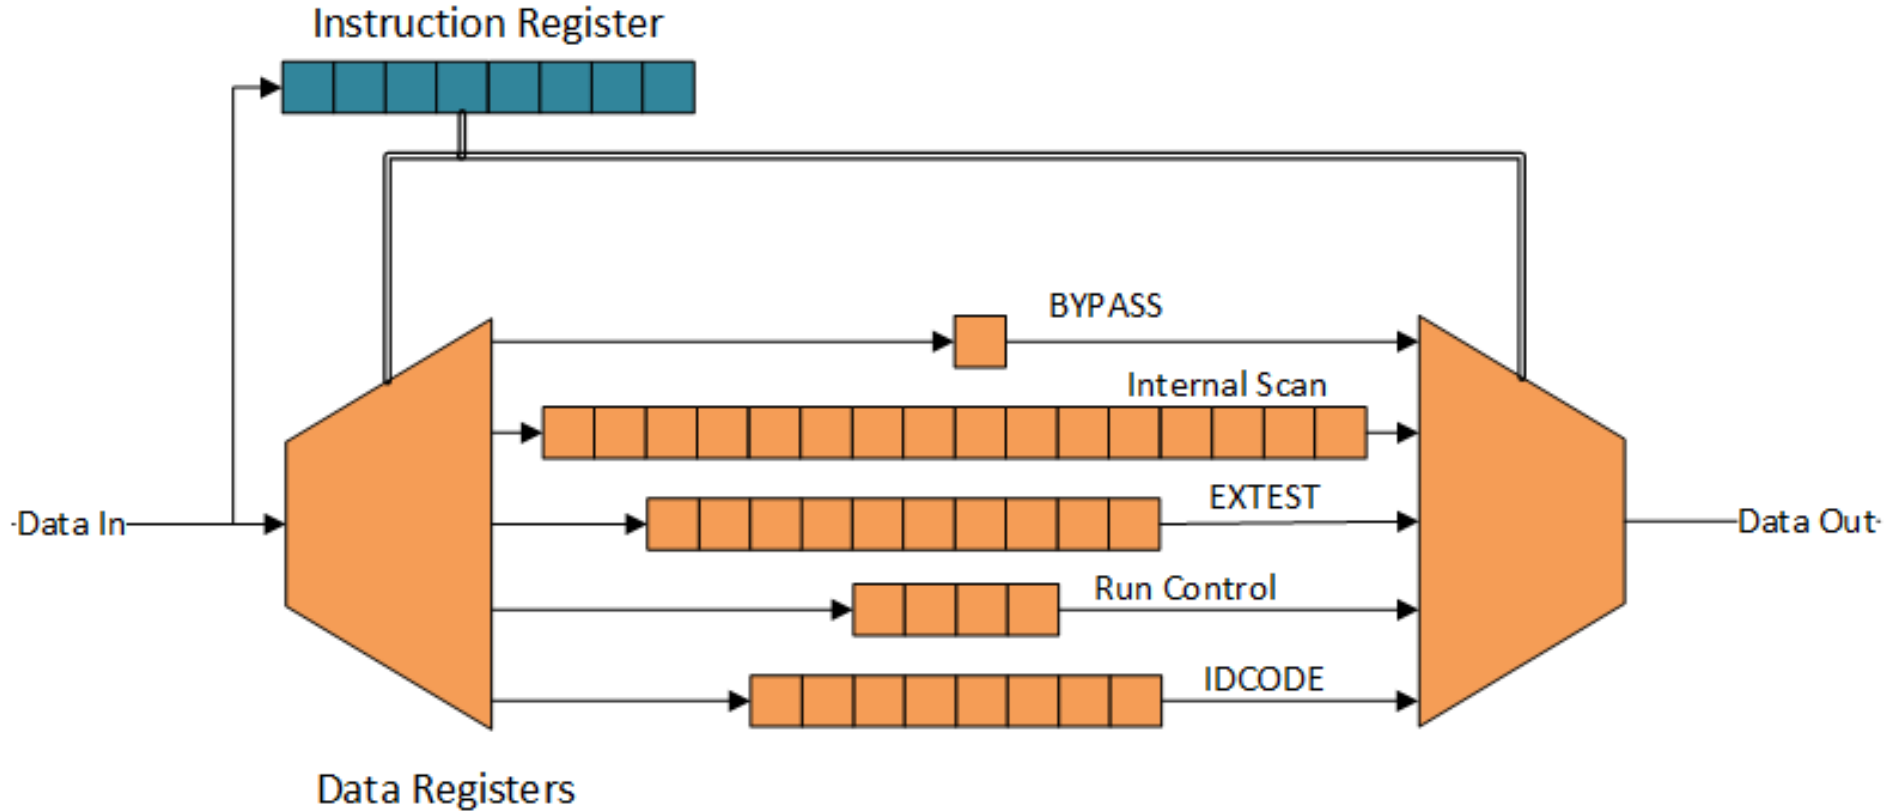 Instruction Register
BYPASS
Internal Scan
EXTEST
Data In
Data Out
Run Control
IDCODE
Data Registers